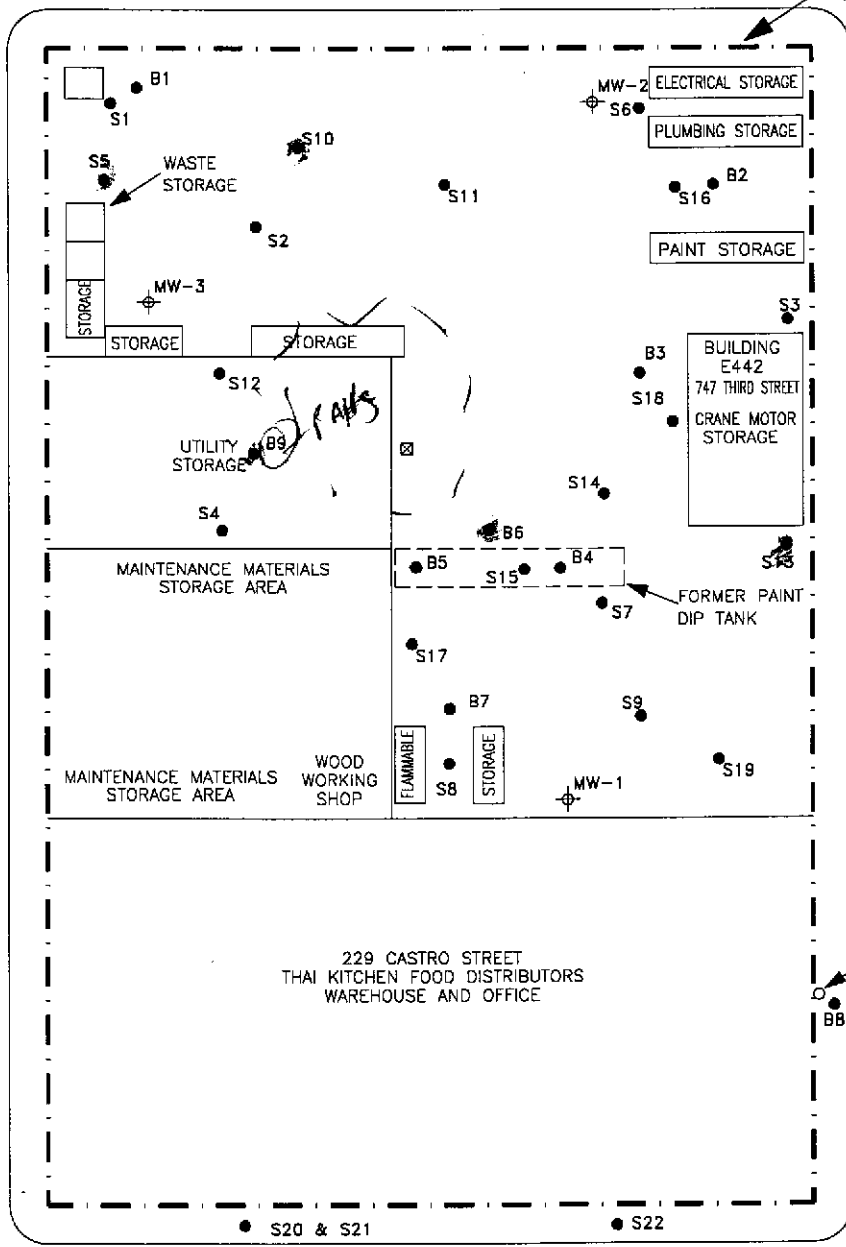 B1
S1
MW-2
S6
ELECTRICAL STORAGE
PLUMBING STORAGE
S10
S5
WASTE
STORAGE
S11
S16
B2
S2
PAINT STORAGE
MW-3
STORAGE
S3
STORAGE
STORAGE
BUILDING
E442
747 THIRD STREET
CRANE MOTOR
STORAGE
B3
S12
S18
PAHS
B9
UTILITY
STORAGE
S14
S4
B6
S13
MAINTENANCE MATERIALS
STORAGE AREA
B5
S15
B4
FORMER PAINT
DIP TANK
S7
S17
B7
S9
FLAMMABLE
STORAGE
S8
S19
MAINTENANCE MATERIALS
STORAGE AREA
WOOD
WORKING
SHOP
MW-1
229 CASTRO STREET
THAI KITCHEN FOOD DISTRIBUTORS
WAREHOUSE AND OFFICE
BB
S20 & S21
S22